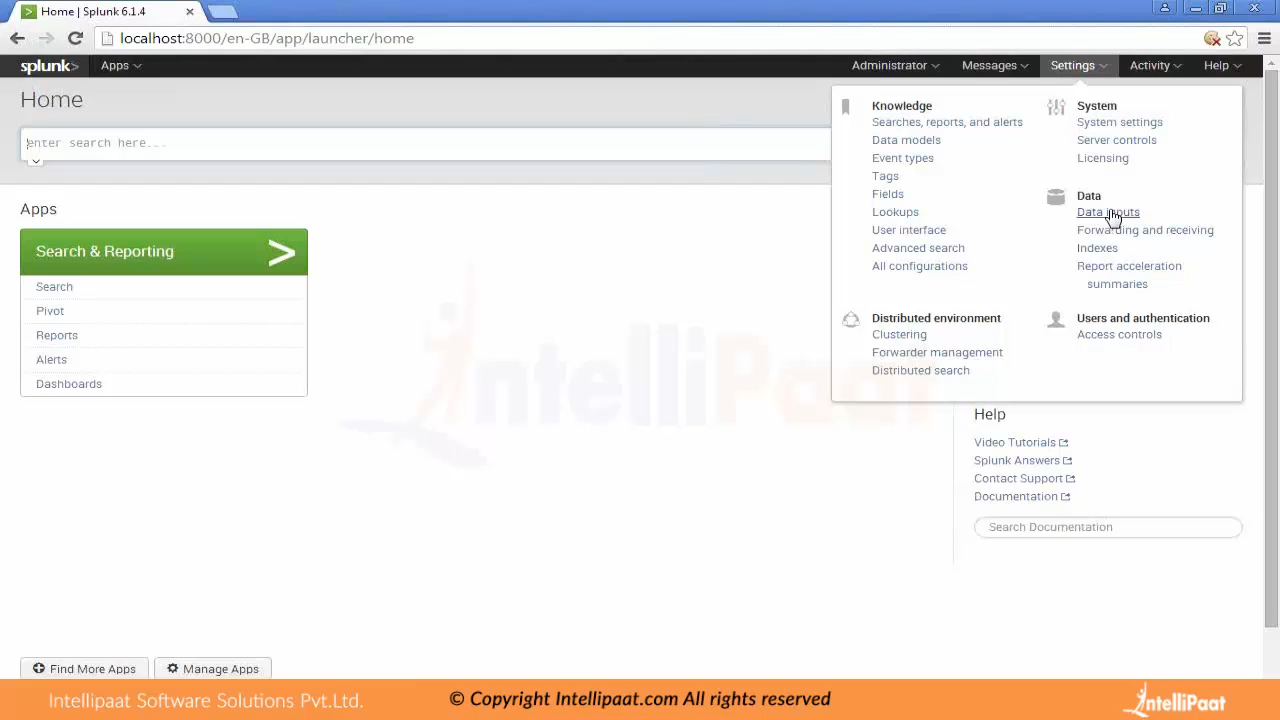 Home | Splunk 6.1.4
localhost:8000/en-GB/app/launcher/home
splunk> Apps Administrator Messages Settings Activity Help
Home
enter search here...
Apps
Search & Reporting
Search
Pivot
Reports
Alerts
Dashboards
Knowledge
Searches, reports, and alerts
Data models
Event types
Tags
Fields
Lookups
User interface
Advanced search
All configurations
Distributed environment
Clustering
Forwarder management
Distributed search
System
System settings
Server controls
Licensing
Data
Data inputs
Forwarding and receiving
Indexes
Report acceleration
summaries
Users and authentication
Access controls
IntelliPaat
Help
Video Tutorials
Splunk Answers
Contact Support
Documentation
Search Documentation
Find More Apps Manage Apps
Intellipaat Software Solutions Pvt.Ltd. © Copyright Intellipaat.com All rights reserved IntelliPaat